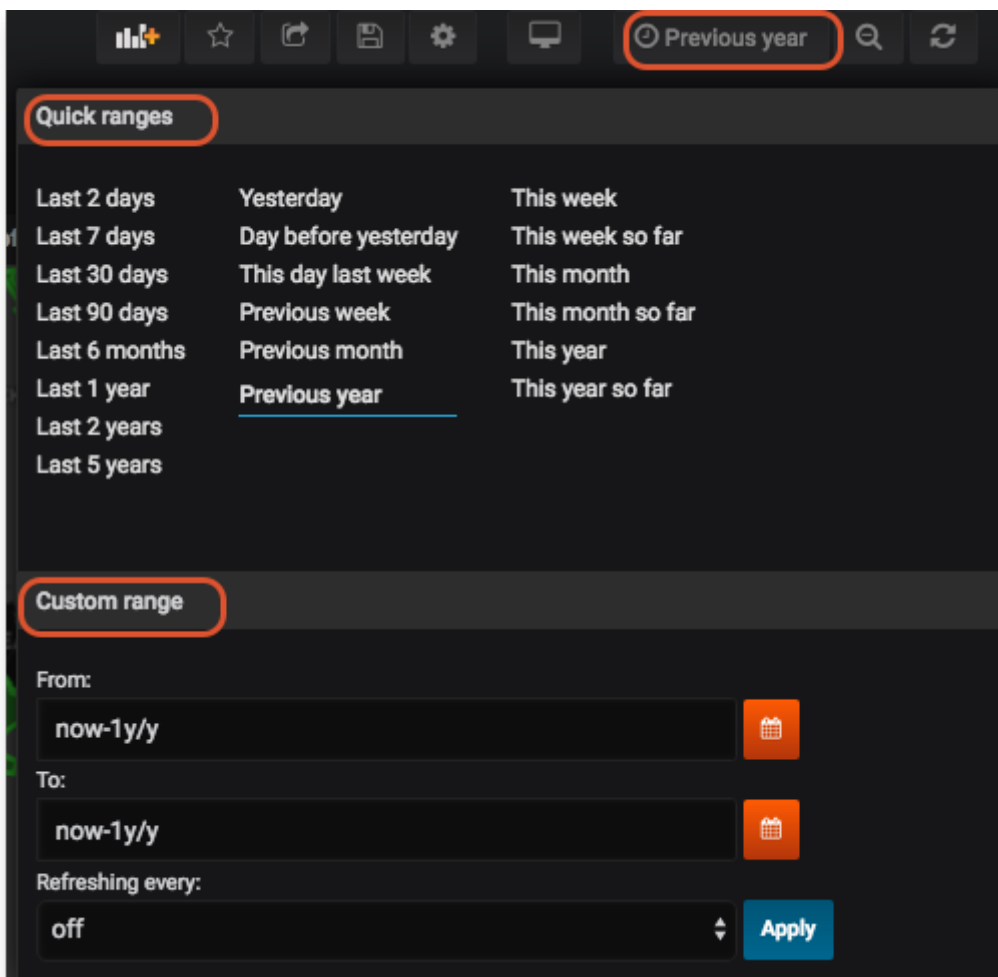 Previous year
Quick ranges
Last 2 days
Last 7 days
Last 30 days
Last 90 days
Last 6 months
Last 1 year
Last 2 years
Last 5 years
Yesterday
Day before yesterday
This day last week
Previous week
Previous month
Previous year
This week
This week so far
This month
This month so far
This year
This year so far
Custom range
From:
now-1y/y
To:
now-1y/y
Refreshing every:
off
Apply